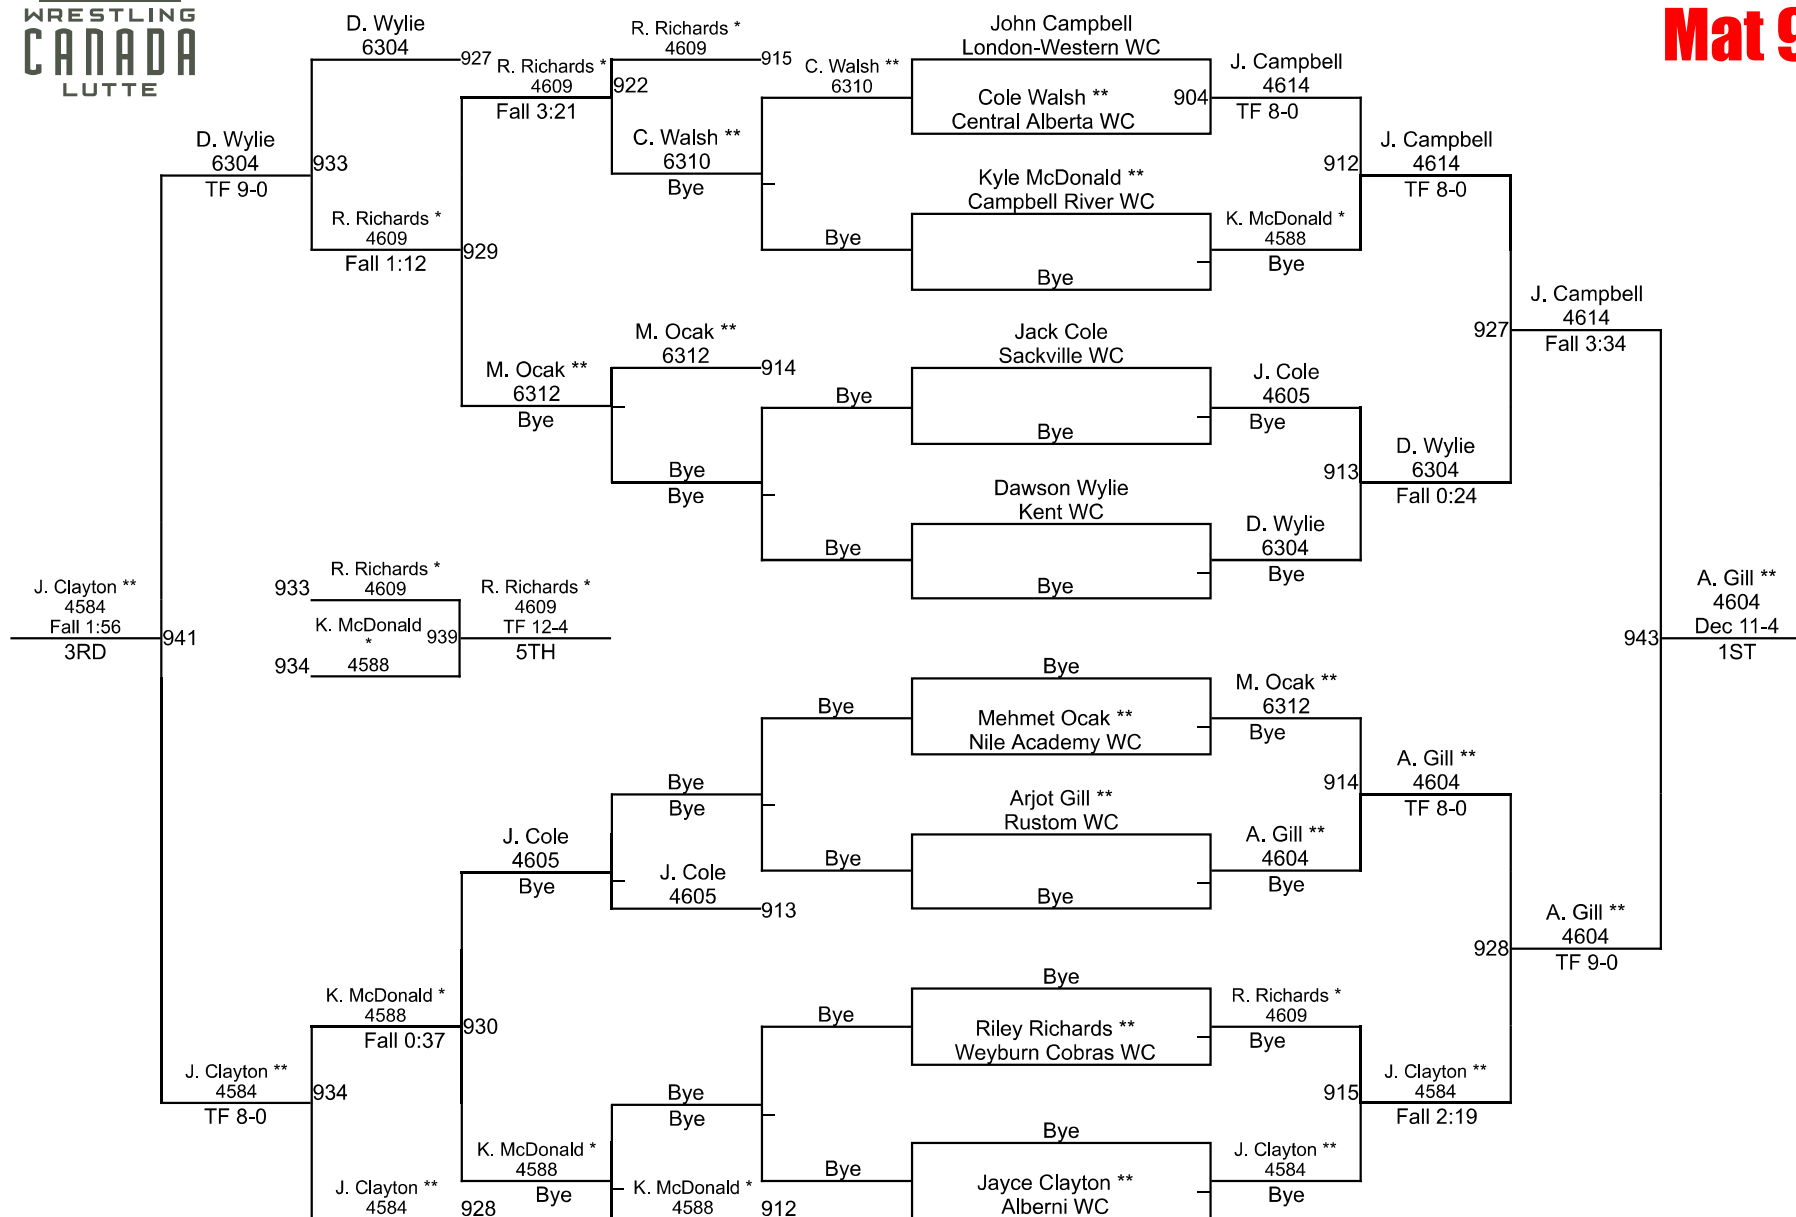 WRESTLING
CANADA
LUTTE
Mat 9
D. Wylie
6304
927
R. Richards *
4609
Fall 3:21
922
R. Richards *
4609
915
C. Walsh **
6310
Bye
C. Walsh **
6310
John Campbell
London-Western WC
Cole Walsh **
Central Alberta WC
904
J. Campbell
4614
TF 8-0
D. Wylie
6304
TF 9-0
933
R. Richards *
4609
Fall 1:12
929
Kyle McDonald **
Campbell River WC
Bye
Bye
K. McDonald *
4588
Bye
912
J. Campbell
4614
TF 8-0
M. Ocak **
6312
914
M. Ocak **
6312
Bye
Jack Cole
Sackville WC
Bye
Bye
J. Cole
4605
Bye
927
J. Campbell
4614
Fall 3:34
Bye
Bye
Dawson Wylie
Kent WC
Bye
Bye
D. Wylie
6304
Bye
913
D. Wylie
6304
Fall 0:24
J. Clayton **
4584
Fall 1:56
3RD
941
933
R. Richards *
4609
K. McDonald
*
934
4588
939
R. Richards *
4609
TF 12-4
5TH
943
A. Gill **
4604
Dec 11-4
1ST
Bye
Bye
Mehmet Ocak **
Nile Academy WC
M. Ocak **
6312
Bye
Bye
Bye
914
A. Gill **
4604
TF 8-0
Arjot Gill **
Rustom WC
Bye
Bye
A. Gill **
4604
Bye
J. Cole
4605
Bye
J. Cole
4605
913
928
A. Gill **
4604
TF 9-0
K. McDonald *
4588
Fall 0:37
930
Bye
Bye
Riley Richards **
Weyburn Cobras WC
R. Richards *
4609
Bye
J. Clayton **
4584
TF 8-0
934
Bye
Bye
915
J. Clayton **
4584
Fall 2:19
K. McDonald *
4588
Bye
Bye
Bye
Jayce Clayton **
Alberni WC
J. Clayton **
4584
Bye
J. Clayton **
4584
928
K. McDonald *
4588
912